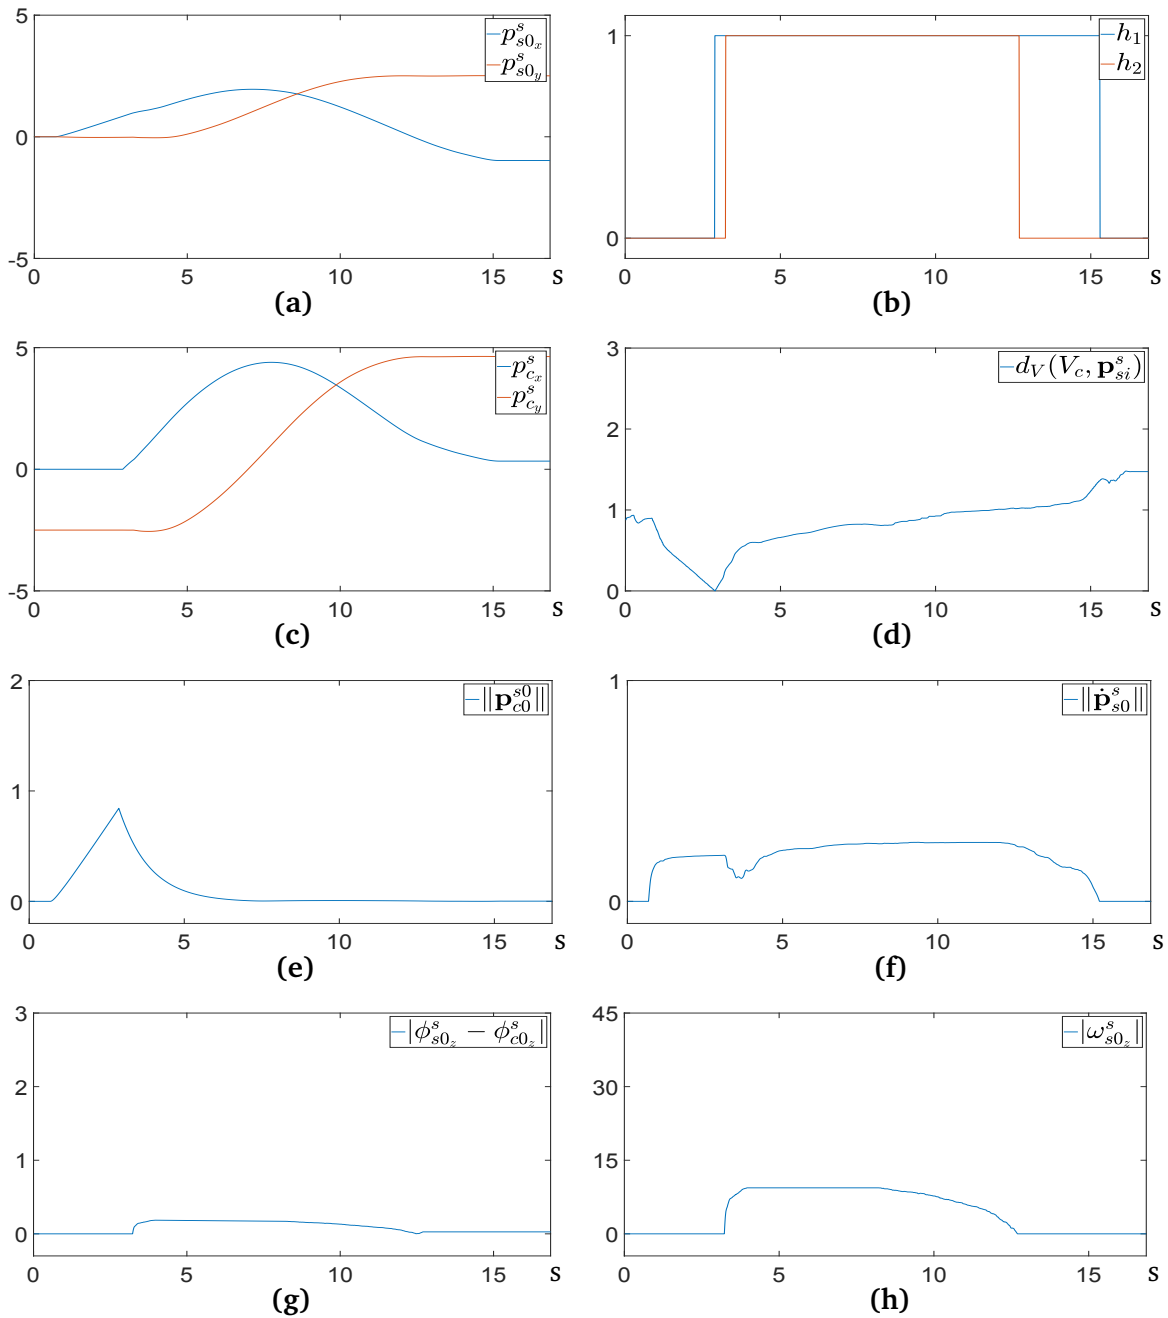 5
0
-5
0 5 10 15 s
p^s_{s0_x}
p^s_{s0_y}
(a)
1
0
0 5 10 15 s
h_1
h_2
(b)
5
0
-5
0 5 10 15 s
p^s_{c_x}
p^s_{c_y}
(c)
3
2
1
0
0 5 10 15 s
d_V(V_c, p^s_{si})
(d)
2
1
0
0 5 10 15 s
||p^{s0}_{c0}||
(e)
1
0
0 5 10 15 s
||ṗ^s_{s0}||
(f)
3
2
1
0
0 5 10 15 s
|ϕ^s_{s0_z} − ϕ^s_{c0_z}|
(g)
45
30
15
0
0 5 10 15 s
|ω^s_{s0_z}|
(h)